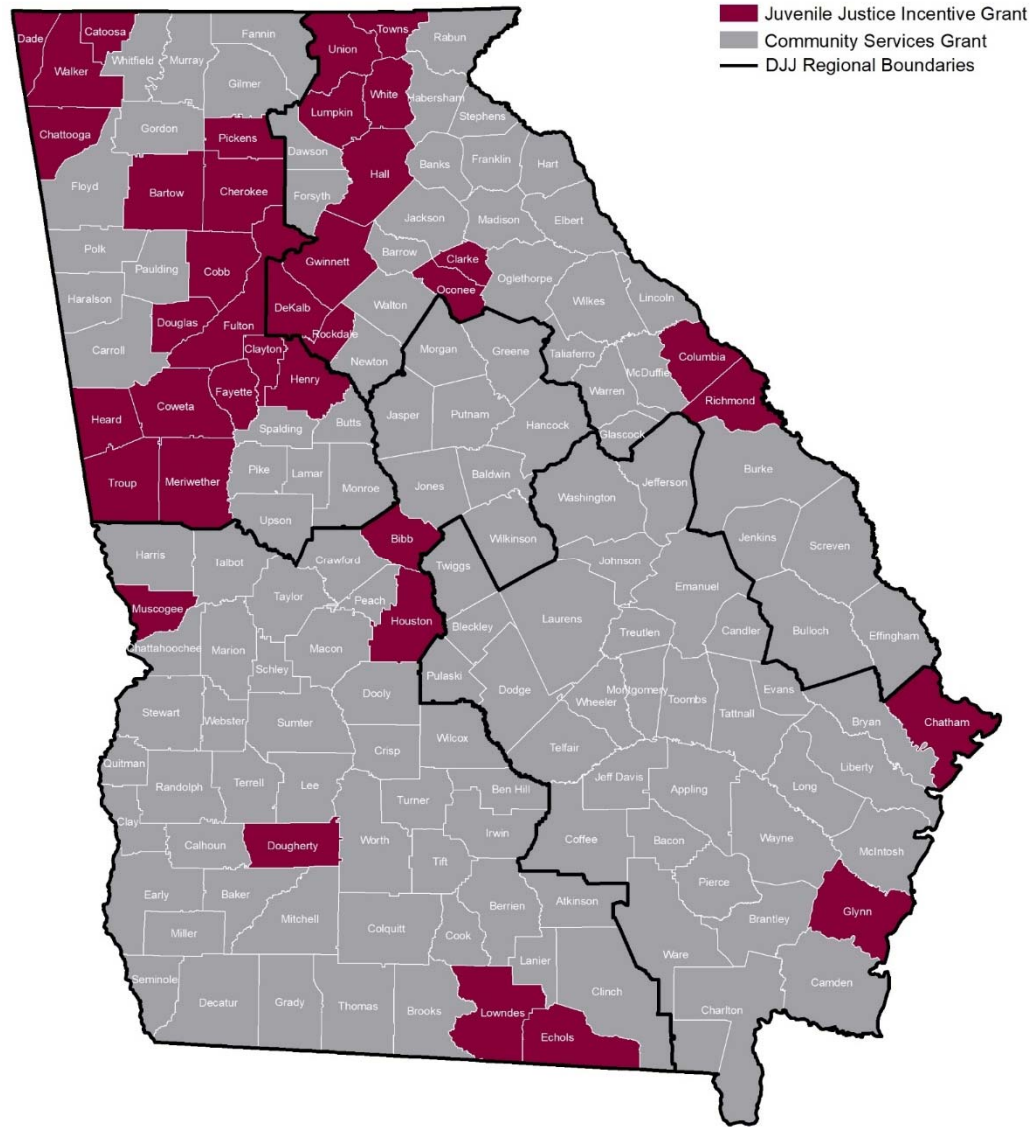 Juvenile Justice Incentive Grant
Community Services Grant
DJJ Regional Boundaries
Dade
Catoosa
Fannin
Union
Towns
Rabun
Walker
Whitfield
Murray
Gilmer
White
Lumpkin
Habersham
Stephens
Chattooga
Gordon
Pickens
Dawson
Hall
Banks
Franklin
Hart
Floyd
Bartow
Cherokee
Forsyth
Jackson
Madison
Elbert
Polk
Paulding
Cobb
Gwinnett
Barrow
Clarke
Oconee
Oglethorpe
Wilkes
Lincoln
Haralson
Douglas
Fulton
DeKalb
Rockdale
Walton
Carroll
Clayton
Newton
Morgan
Greene
Taliaferro
McDuffie
Columbia
Richmond
Warren
Heard
Coweta
Fayette
Henry
Spalding
Butts
Jasper
Putnam
Hancock
Glascock
Troup
Meriwether
Pike
Lamar
Monroe
Jones
Baldwin
Washington
Jefferson
Burke
Upson
Harris
Talbot
Crawford
Bibb
Wilkinson
Twiggs
Johnson
Jenkins
Screven
Muscogee
Taylor
Peach
Houston
Bleckley
Laurens
Emanuel
Treutlen
Candler
Bulloch
Effingham
Chattahoochee
Marion
Schley
Macon
Pulaski
Dodge
Wheeler
Montgomery
Toombs
Tattnall
Evans
Bryan
Chatham
Stewart
Webster
Sumter
Dooly
Crisp
Wilcox
Telfair
Liberty
Long
Quitman
Randolph
Terrell
Lee
Turner
Ben Hill
Jeff Davis
Appling
Clay
Calhoun
Dougherty
Worth
Irwin
Tift
Coffee
Bacon
Wayne
McIntosh
Early
Baker
Mitchell
Colquitt
Berrien
Cook
Atkinson
Pierce
Brantley
Glynn
Miller
Lanier
Ware
Seminole
Decatur
Grady
Thomas
Brooks
Lowndes
Echols
Clinch
Charlton
Camden